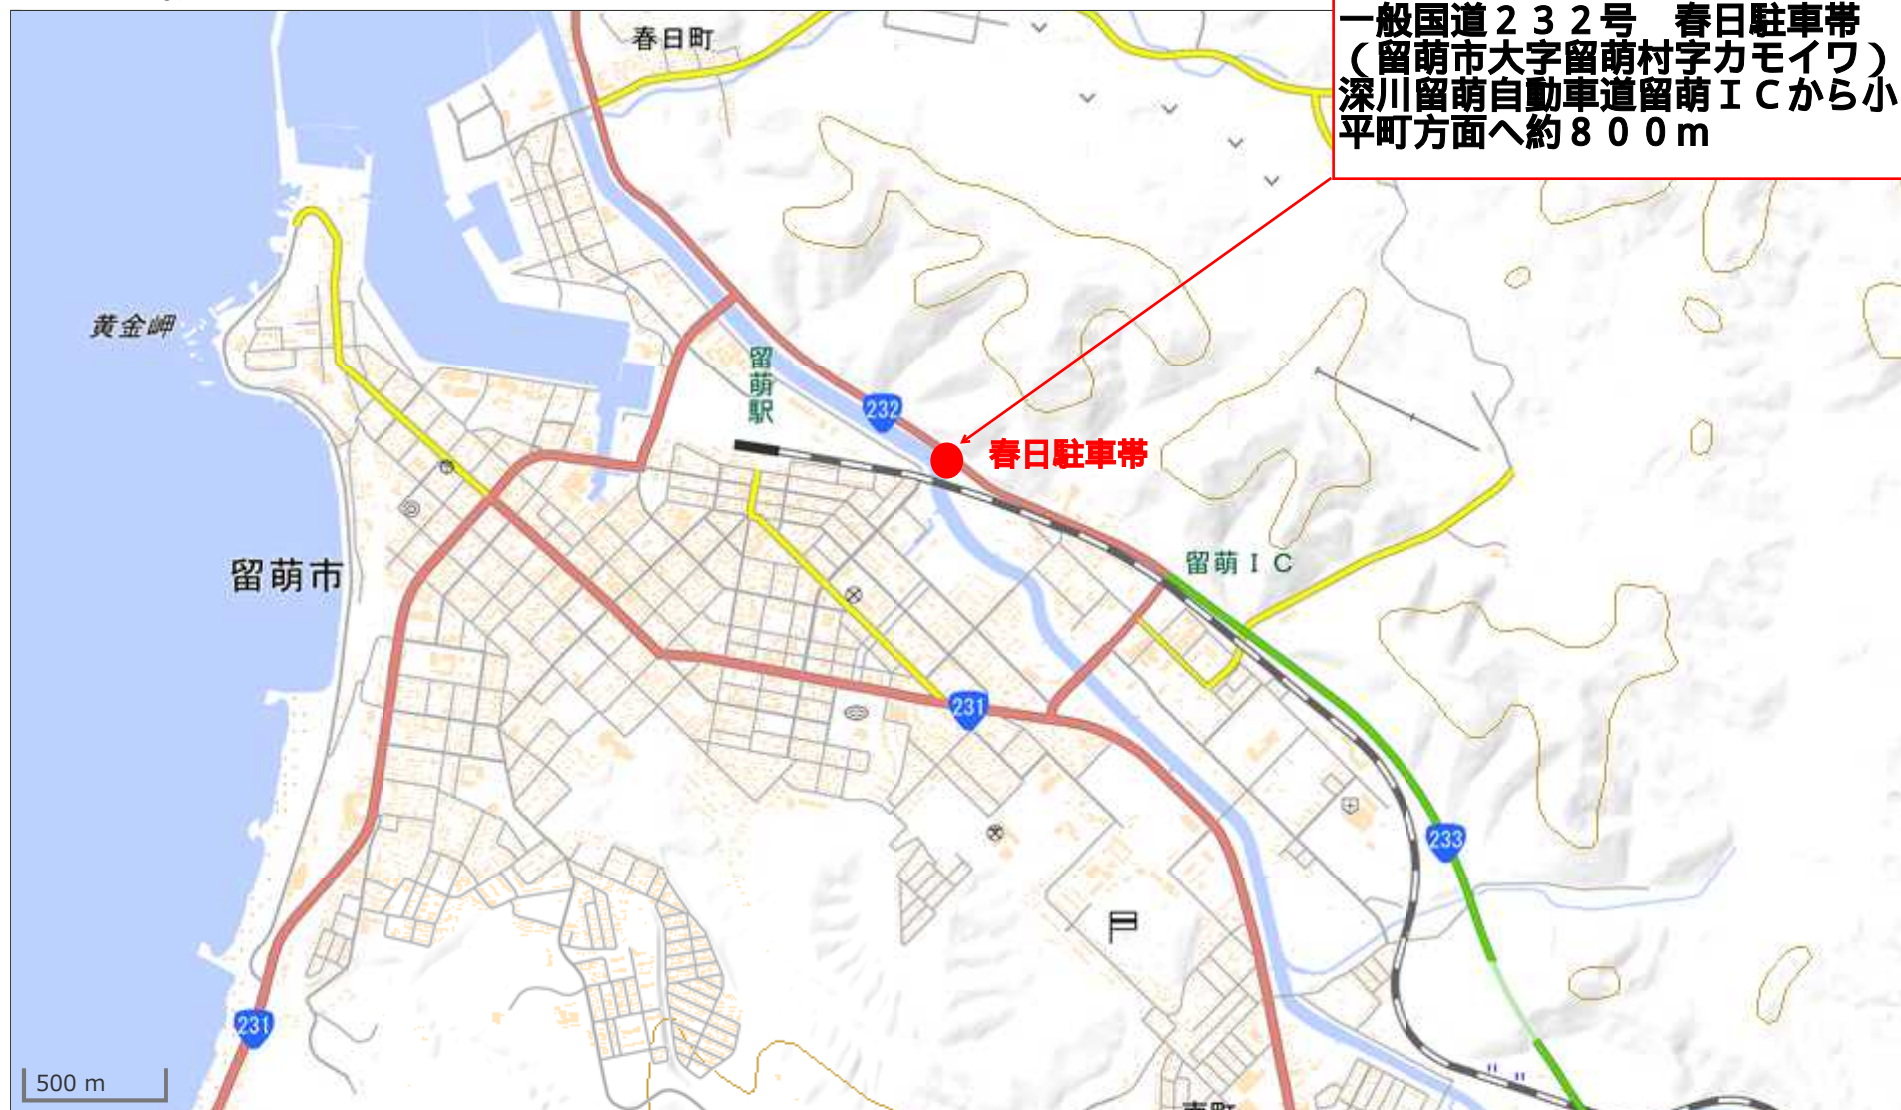 一般国道２３２号　春日駐車帯
（留萌市大字留萌村字カモイワ）
深川留萌自動車道留萌ＩＣから小
平町方面へ約８００ｍ
春日町
黄金岬
留萌駅
232
春日駐車帯
留萌市
留萌ＩＣ
231
233
231
500 m